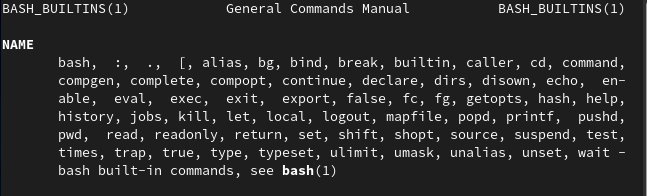 BASH_BUILTINS(1) General Commands Manual BASH_BUILTINS(1)
NAME
bash, :, ., [, alias, bg, bind, break, builtin, caller, cd, command,
compgen, complete, compopt, continue, declare, dirs, disown, echo, en-
able, eval, exec, exit, export, false, fc, fg, getopts, hash, help,
history, jobs, kill, let, local, logout, mapfile, popd, printf, pushd,
pwd, read, readonly, return, set, shift, shopt, source, suspend, test,
times, trap, true, type, typeset, ulimit, umask, unalias, unset, wait -
bash built-in commands, see bash(1)